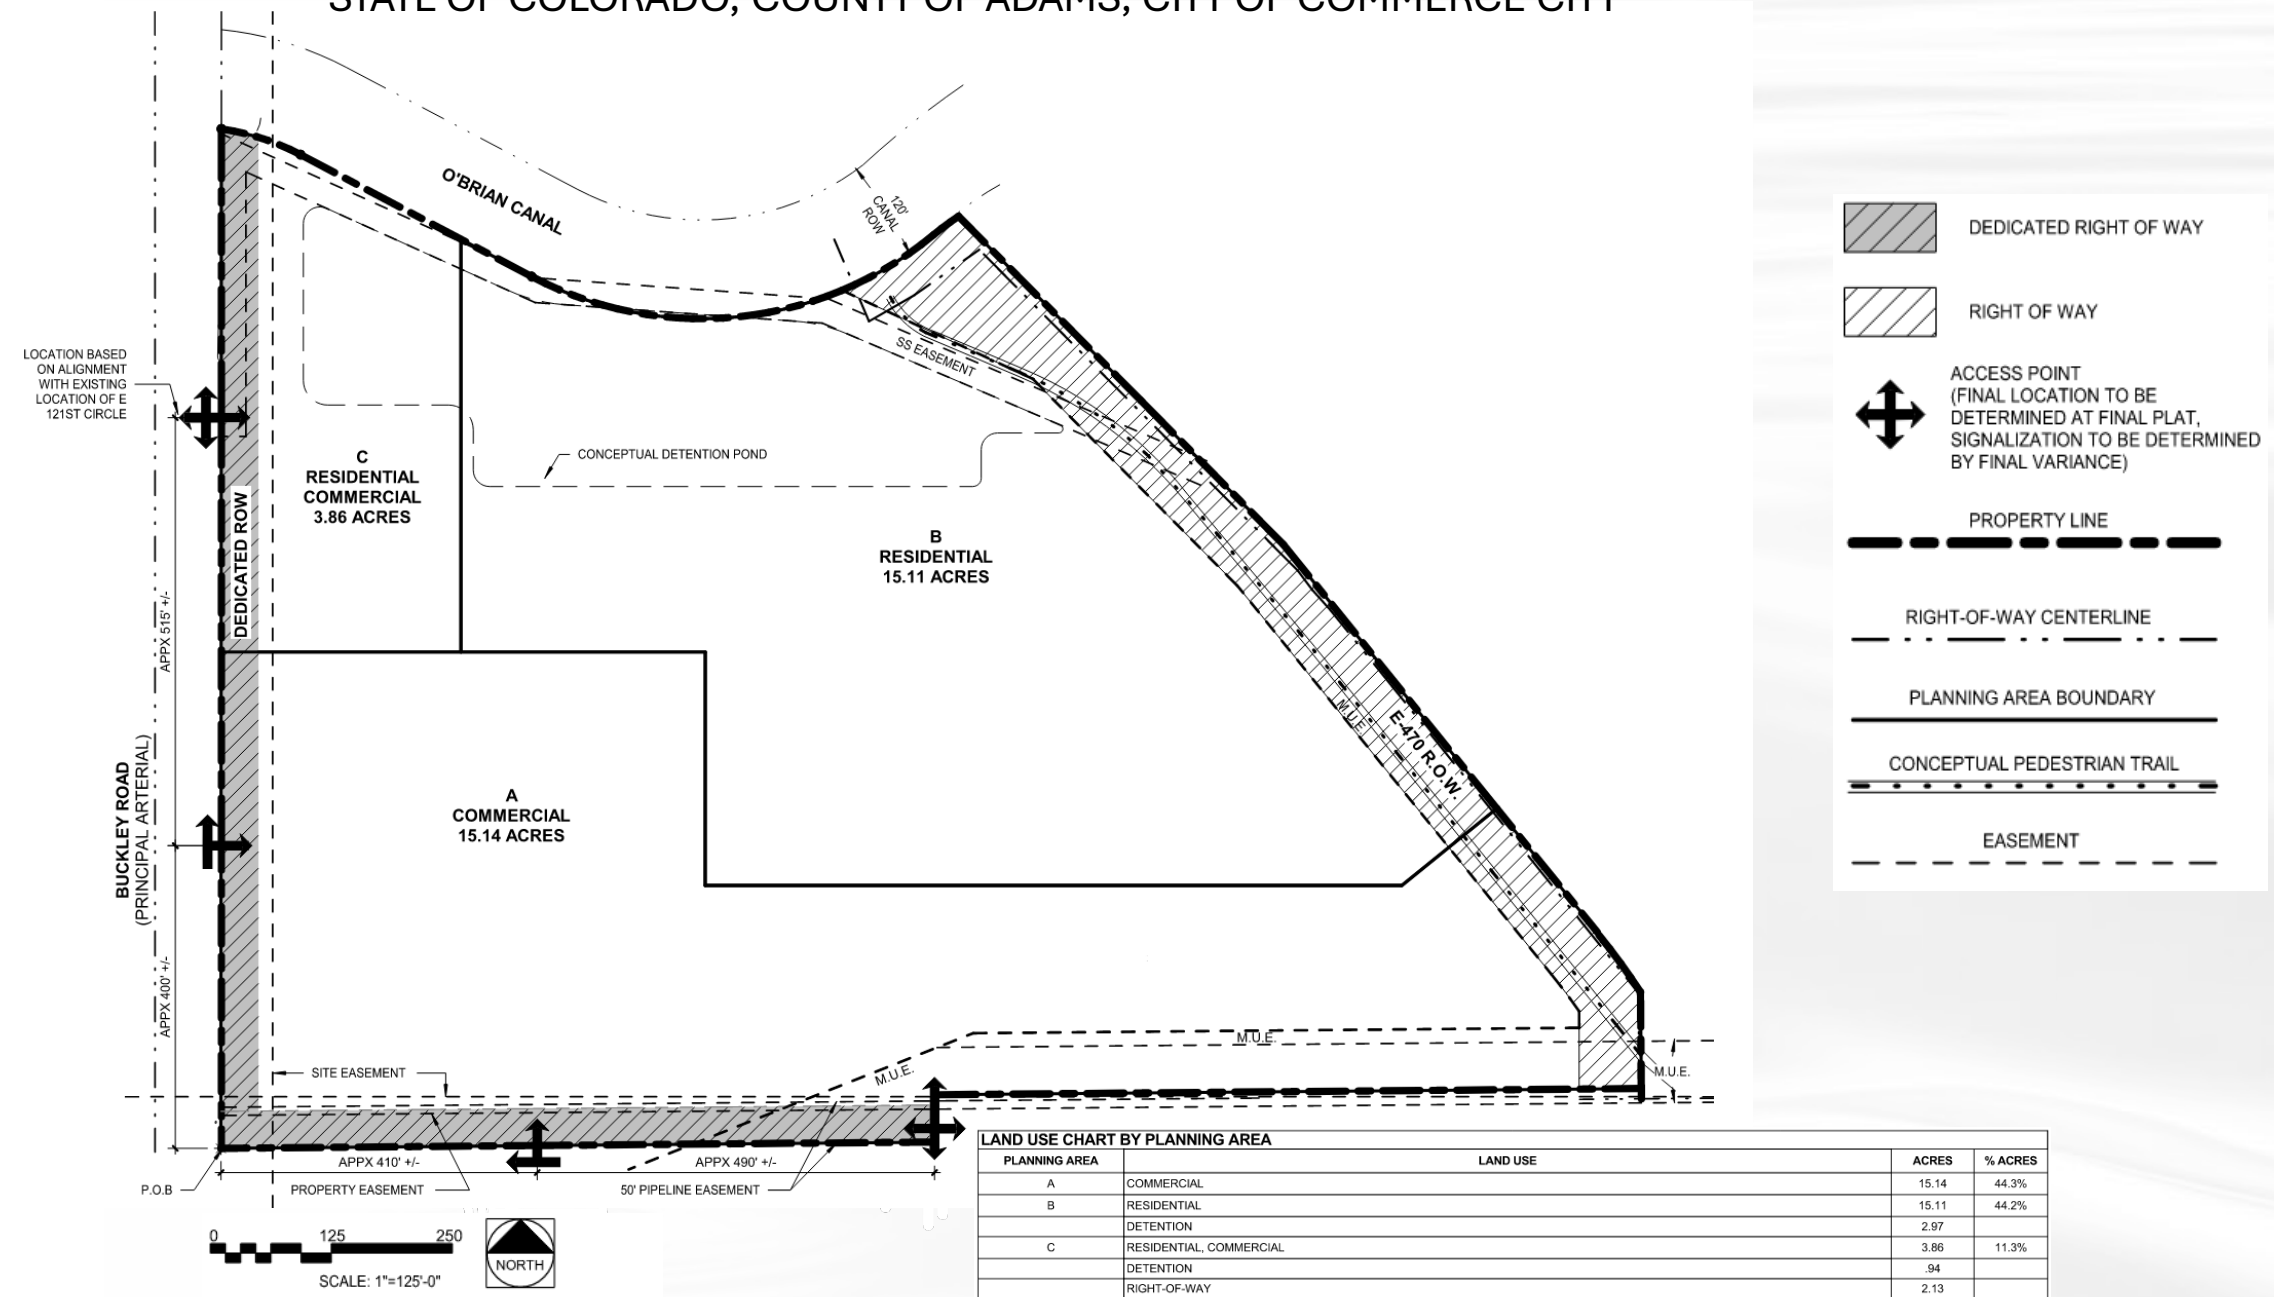 STATE OF COLORADO, COUNTY OF ADAMS, CITY OF COMMERCE CITY
O'BRIAN CANAL
120'
CANAL
ROW
SS EASEMENT
LOCATION BASED
ON ALIGNMENT
WITH EXISTING
LOCATION OF E
121ST CIRCLE
CONCEPTUAL DETENTION POND
C
RESIDENTIAL
COMMERCIAL
3.86 ACRES
DEDICATED ROW
B
RESIDENTIAL
15.11 ACRES
APPX 515' +/-
M.U.E.
E-470 R.O.W.
A
COMMERCIAL
15.14 ACRES
BUCKLEY ROAD
(PRINCIPAL ARTERIAL)
APPX 400' +/-
M.U.E.
M.U.E.
M.U.E.
SITE EASEMENT
APPX 410' +/-
APPX 490' +/-
P.O.B
PROPERTY EASEMENT
50' PIPELINE EASEMENT
0 125 250
SCALE: 1"=125'-0"
NORTH
DEDICATED RIGHT OF WAY
RIGHT OF WAY
ACCESS POINT
(FINAL LOCATION TO BE
DETERMINED AT FINAL PLAT,
SIGNALIZATION TO BE DETERMINED
BY FINAL VARIANCE)
PROPERTY LINE
RIGHT-OF-WAY CENTERLINE
PLANNING AREA BOUNDARY
CONCEPTUAL PEDESTRIAN TRAIL
EASEMENT
LAND USE CHART BY PLANNING AREA
PLANNING AREA LAND USE ACRES % ACRES
A COMMERCIAL 15.14 44.3%
B RESIDENTIAL 15.11 44.2%
DETENTION 2.97
C RESIDENTIAL, COMMERCIAL 3.86 11.3%
DETENTION .94
RIGHT-OF-WAY 2.13